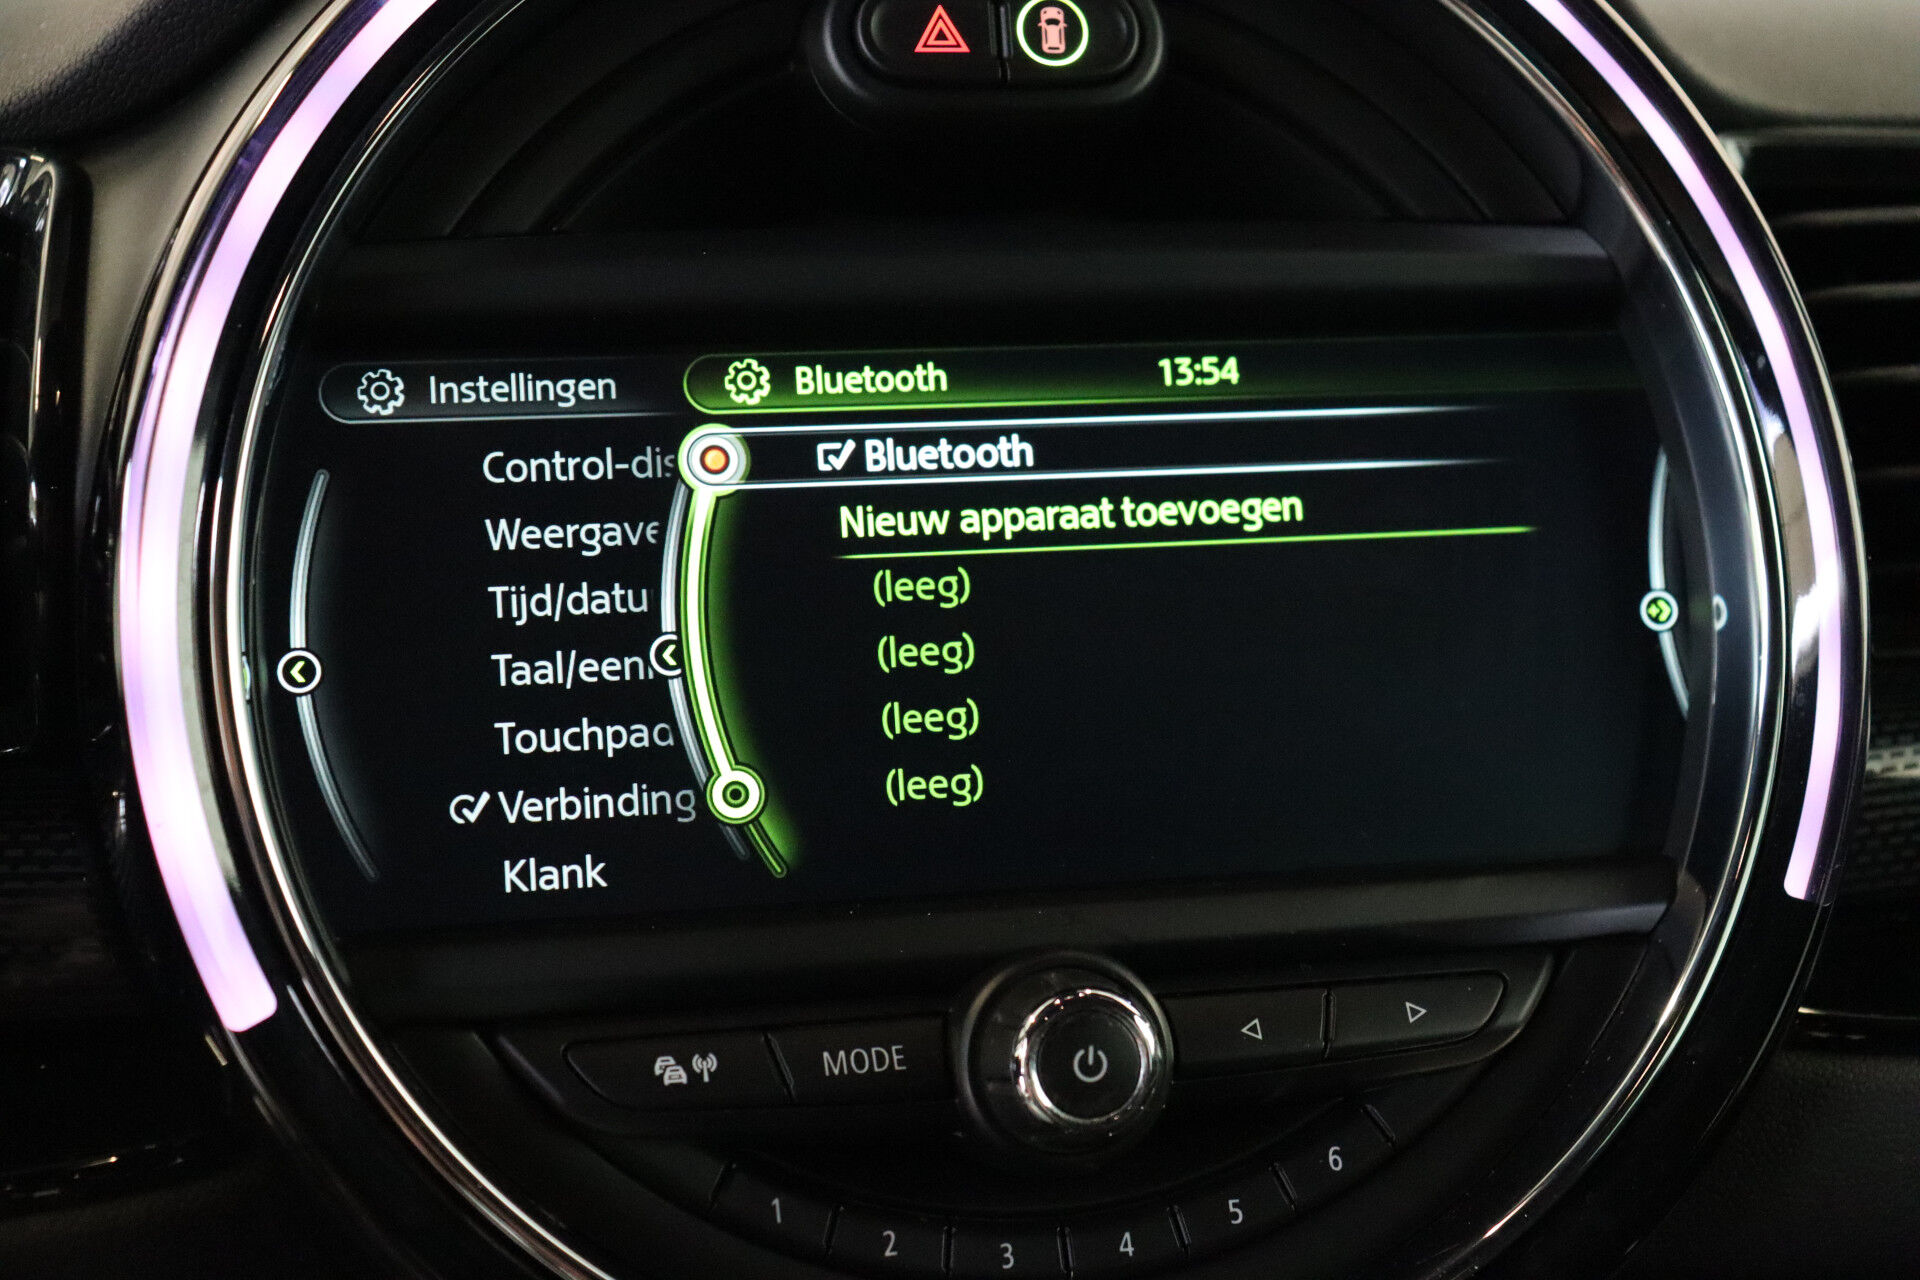 Instellingen
Bluetooth
13:54
Control-dis
Weergave
Tijd/datu
Taal/een
Touchpad
Verbinding
Klank
Bluetooth
Nieuw apparaat toevoegen
(leeg)
(leeg)
(leeg)
(leeg)
MODE
1
2
3
4
5
6